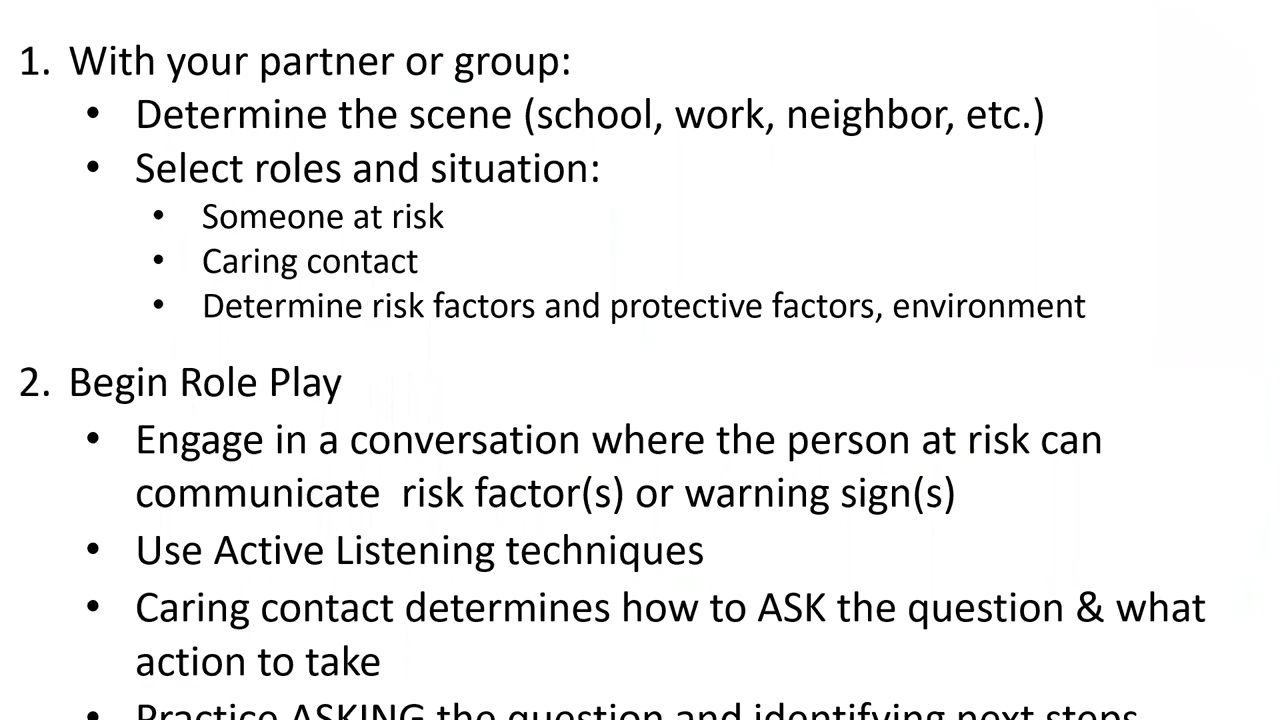 1. With your partner or group:
• Determine the scene (school, work, neighbor, etc.)
• Select roles and situation:
• Someone at risk
• Caring contact
• Determine risk factors and protective factors, environment
2. Begin Role Play
• Engage in a conversation where the person at risk can
communicate  risk factor(s) or warning sign(s)
• Use Active Listening techniques
• Caring contact determines how to ASK the question & what
action to take
• Practice ASKING the question and identifying next steps